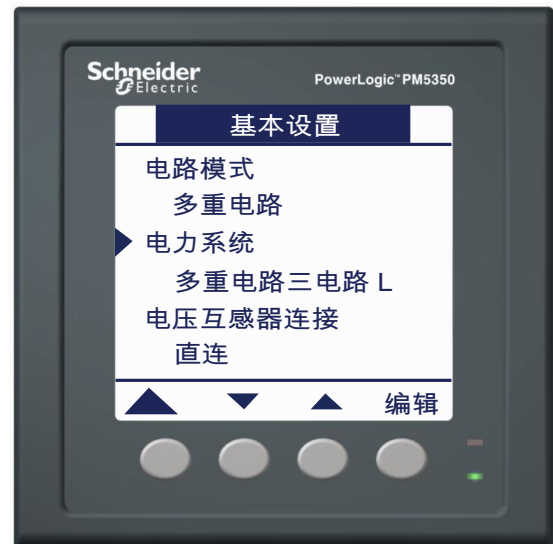 Schneider
Electric
PowerLogic™ PM5350
基本设置
电路模式
多重电路
电力系统
多重电路三电路 L
电压互感器连接
直连
编辑